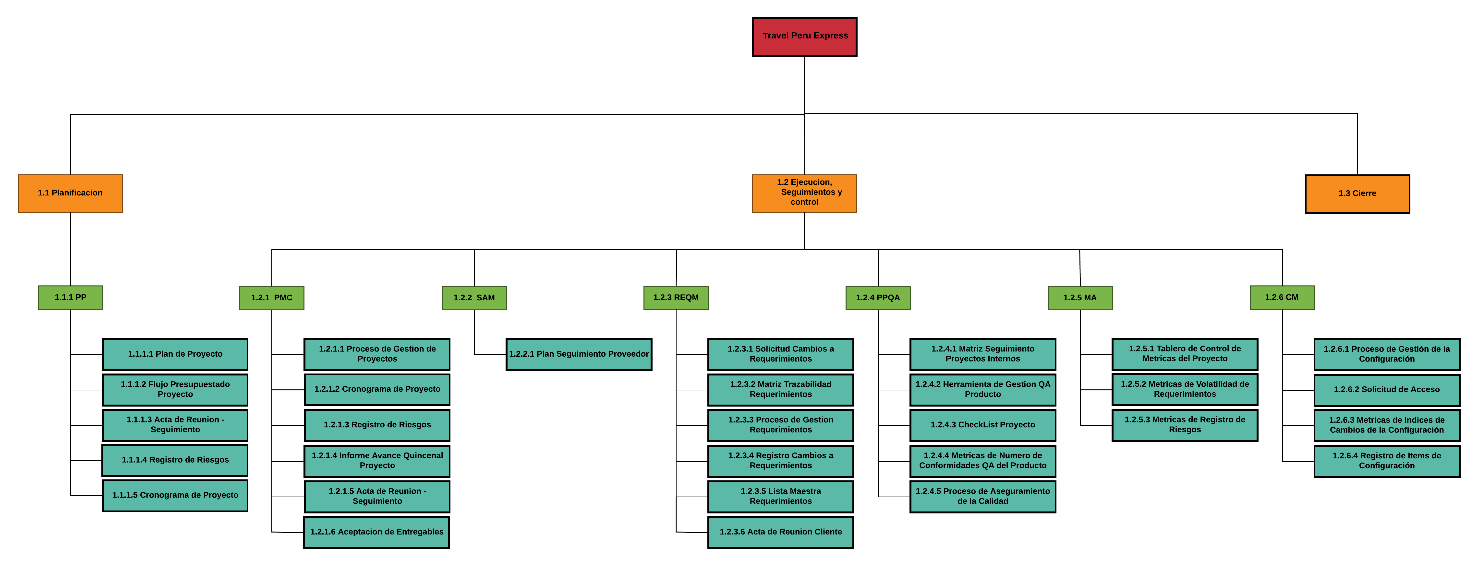 Travel Peru Express
1.1 Planificacion
1.2 Ejecucion,
Seguimientos y
control
1.3 Cierre
1.1.1 PP
1.2.1 PMC
1.2.2 SAM
1.2.3 REQM
1.2.4 PPQA
1.2.5 MA
1.2.6 CM
1.1.1.1 Plan de Proyecto
1.1.1.2 Flujo Presupuestado
Proyecto
1.1.1.3 Acta de Reunion -
Seguimiento
1.1.1.4 Registro de Riesgos
1.1.1.5 Cronograma de Proyecto
1.2.1.1 Proceso de Gestion de
Proyectos
1.2.1.2 Cronograma de Proyecto
1.2.1.3 Registro de Riesgos
1.2.1.4 Informe Avance Quincenal
Proyecto
1.2.1.5 Acta de Reunion -
Seguimiento
1.2.1.6 Aceptacion de Entregables
1.2.2.1 Plan Seguimiento Proveedor
1.2.3.1 Solicitud Cambios a
Requerimientos
1.2.3.2 Matriz Trazabilidad
Requerimientos
1.2.3.3 Proceso de Gestion
Requerimientos
1.2.3.4 Registro Cambios a
Requerimientos
1.2.3.5 Lista Maestra
Requerimientos
1.2.3.6 Acta de Reunion Cliente
1.2.4.1 Matriz Seguimiento
Proyectos Internos
1.2.4.2 Herramienta de Gestion QA
Producto
1.2.4.3 CheckList Proyecto
1.2.4.4 Metricas de Numero de
Conformidades QA del Producto
1.2.4.5 Proceso de Aseguramiento
de la Calidad
1.2.5.1 Tablero de Control de
Metricas del Proyecto
1.2.5.2 Metricas de Volatilidad de
Requerimientos
1.2.5.3 Metricas de Registro de
Riesgos
1.2.6.1 Proceso de Gestión de la
Configuración
1.2.6.2 Solicitud de Acceso
1.2.6.3 Metricas de Indices de
Cambios de la Configuración
1.2.6.4 Registro de Items de
Configuración